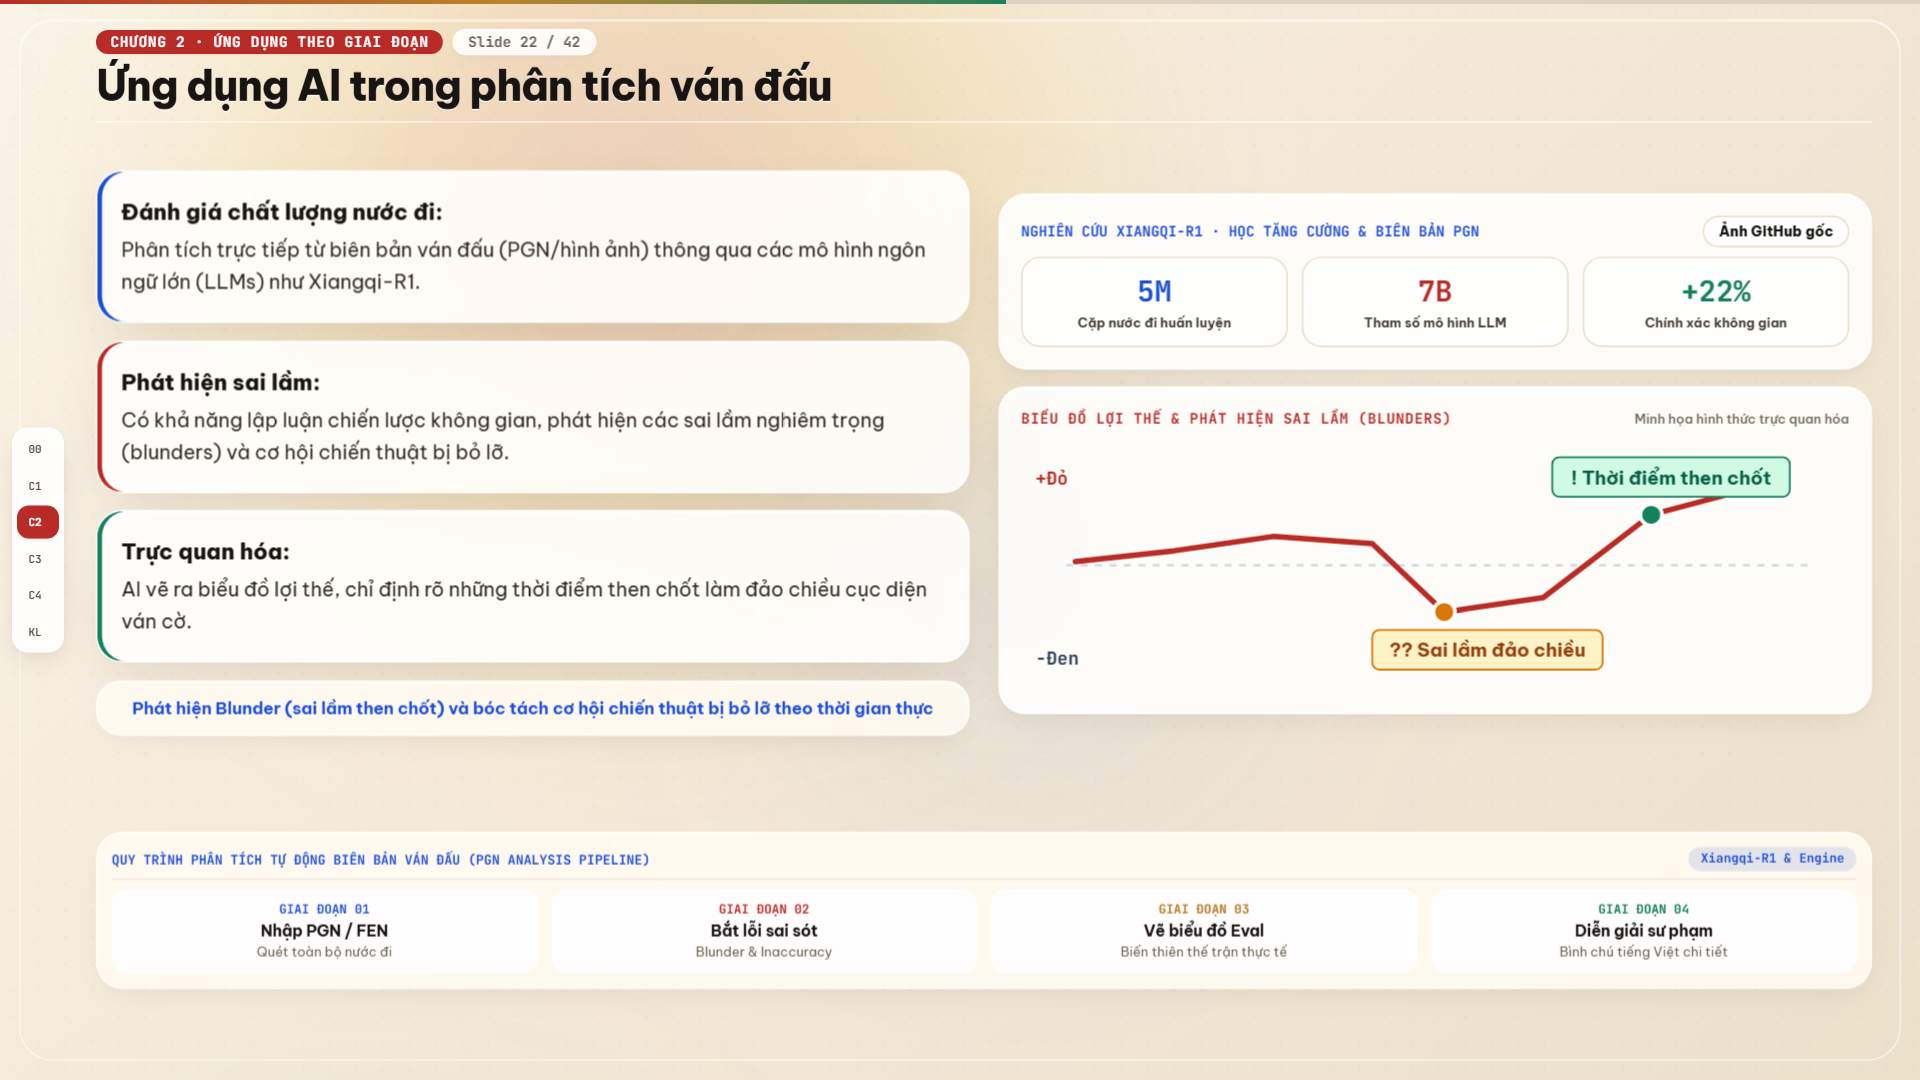 CHƯƠNG 2 · ỨNG DỤNG THEO GIAI ĐOẠN
Slide 22 / 42
Ứng dụng AI trong phân tích ván đấu
00
C1
C2
C3
C4
KL
Đánh giá chất lượng nước đi:
Phân tích trực tiếp từ biên bản ván đấu (PGN/hình ảnh) thông qua các mô hình ngôn
ngữ lớn (LLMs) như Xiangqi-R1.
Phát hiện sai lầm:
Có khả năng lập luận chiến lược không gian, phát hiện các sai lầm nghiêm trọng
(blunders) và cơ hội chiến thuật bị bỏ lỡ.
Trực quan hóa:
AI vẽ ra biểu đồ lợi thế, chỉ định rõ những thời điểm then chốt làm đảo chiều cục diện
ván cờ.
Phát hiện Blunder (sai lầm then chốt) và bóc tách cơ hội chiến thuật bị bỏ lỡ theo thời gian thực
NGHIÊN CỨU XIANGQI-R1 · HỌC TĂNG CƯỜNG & BIÊN BẢN PGN
Ảnh GitHub gốc
5M
Cặp nước đi huấn luyện
7B
Tham số mô hình LLM
+22%
Chính xác không gian
BIỂU ĐỒ LỢI THẾ & PHÁT HIỆN SAI LẦM (BLUNDERS)
Minh họa hình thức trực quan hóa
+Đỏ
! Thời điểm then chốt
?? Sai lầm đảo chiều
-Đen
QUY TRÌNH PHÂN TÍCH TỰ ĐỘNG BIÊN BẢN VÁN ĐẤU (PGN ANALYSIS PIPELINE)
Xiangqi-R1 & Engine
GIAI ĐOẠN 01
Nhập PGN / FEN
Quét toàn bộ nước đi
GIAI ĐOẠN 02
Bắt lỗi sai sót
Blunder & Inaccuracy
GIAI ĐOẠN 03
Vẽ biểu đồ Eval
Biến thiên thế trận thực tế
GIAI ĐOẠN 04
Diễn giải sư phạm
Bình chú tiếng Việt chi tiết